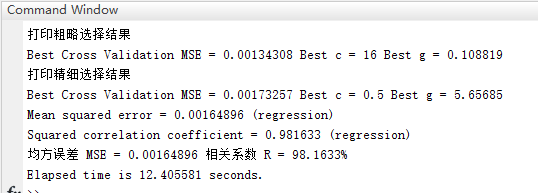 Command Window
打印粗略选择结果
Best Cross Validation MSE = 0.00134308 Best c = 16 Best g = 0.108819
打印精细选择结果
Best Cross Validation MSE = 0.00173257 Best c = 0.5 Best g = 5.65685
Mean squared error = 0.00164896 (regression)
Squared correlation coefficient = 0.981633 (regression)
均方误差 MSE = 0.00164896 相关系数 R = 98.1633%
Elapsed time is 12.405581 seconds.
fx >>